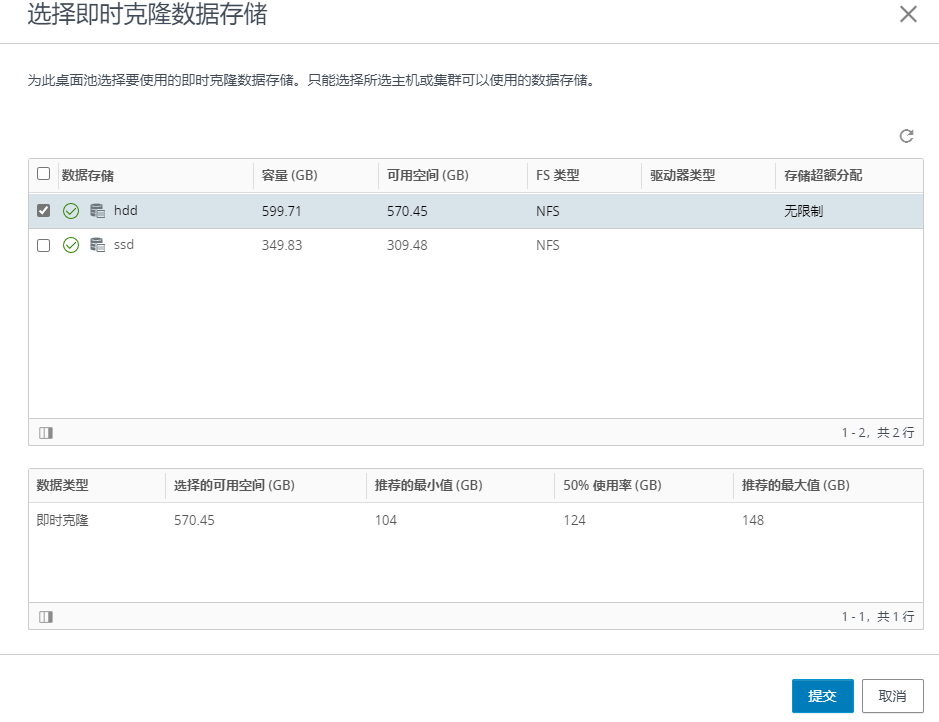 选择即时克隆数据存储
为此桌面池选择要使用的即时克隆数据存储。只能选择所选主机或集群可以使用的数据存储。
数据存储 容量 (GB) 可用空间 (GB) FS 类型 驱动器类型 存储超额分配
hdd 599.71 570.45 NFS 无限制
ssd 349.83 309.48 NFS
1 - 2，共 2 行
数据类型 选择的可用空间 (GB) 推荐的最小值 (GB) 50% 使用率 (GB) 推荐的最大值 (GB)
即时克隆 570.45 104 124 148
1 - 1，共 1 行
提交 取消